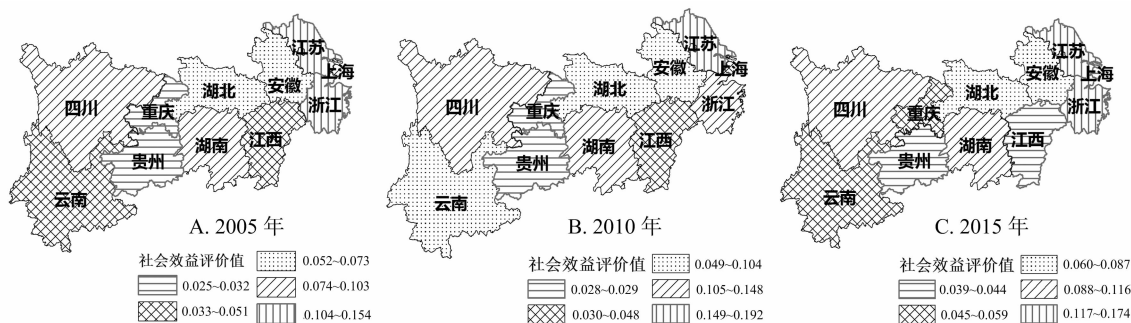 江苏
上海
安徽
湖北
四川
重庆
浙江
湖南
江西
贵州
云南
A. 2005 年
社会效益评价值
0.052~0.073
0.025~0.032
0.074~0.103
0.033~0.051
0.104~0.154
江苏
上海
安徽
湖北
四川
重庆
浙江
湖南
江西
贵州
云南
B. 2010 年
社会效益评价值
0.049~0.104
0.028~0.029
0.105~0.148
0.030~0.048
0.149~0.192
江苏
上海
安徽
湖北
四川
重庆
浙江
湖南
江西
贵州
云南
C. 2015 年
社会效益评价值
0.060~0.087
0.039~0.044
0.088~0.116
0.045~0.059
0.117~0.174